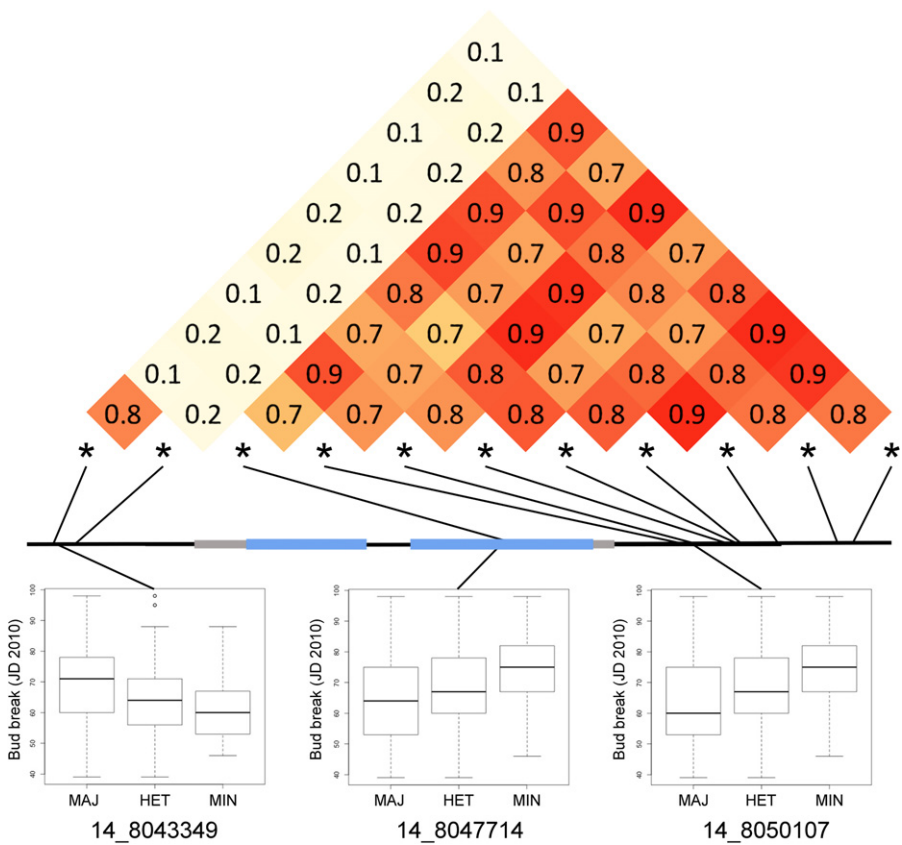 0.1
0.2 0.1
0.1 0.2 0.9
0.1 0.2 0.8 0.7
0.2 0.2 0.9 0.9 0.9
0.2 0.1 0.9 0.7 0.8 0.7
0.1 0.2 0.8 0.7 0.9 0.8 0.8
0.2 0.1 0.7 0.7 0.9 0.7 0.7 0.9
0.1 0.2 0.9 0.7 0.8 0.7 0.8 0.8 0.9
0.8 0.2 0.7 0.7 0.8 0.8 0.8 0.9 0.8 0.8
* * * * * * * * * * *
Bud break (JD 2010)
100
90
80
70
60
50
40
MAJ HET MIN
14_8043349
Bud break (JD 2010)
100
90
80
70
60
50
40
MAJ HET MIN
14_8047714
Bud break (JD 2010)
100
90
80
70
60
50
40
MAJ HET MIN
14_8050107